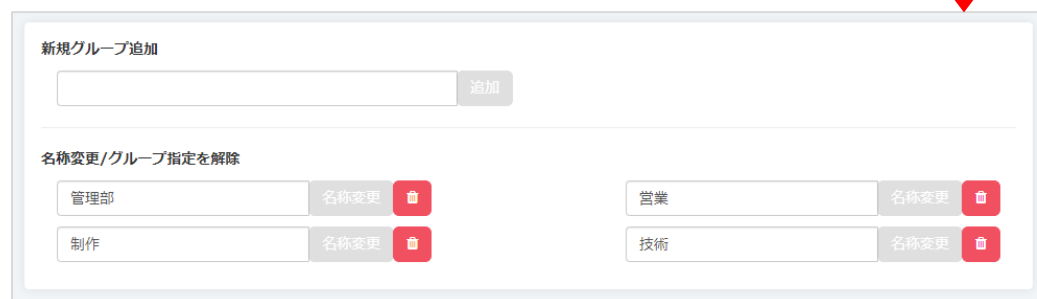 新規グループ追加
追加
名称変更/グループ指定を解除
管理部 名称変更 営業 名称変更
制作 名称変更 技術 名称変更